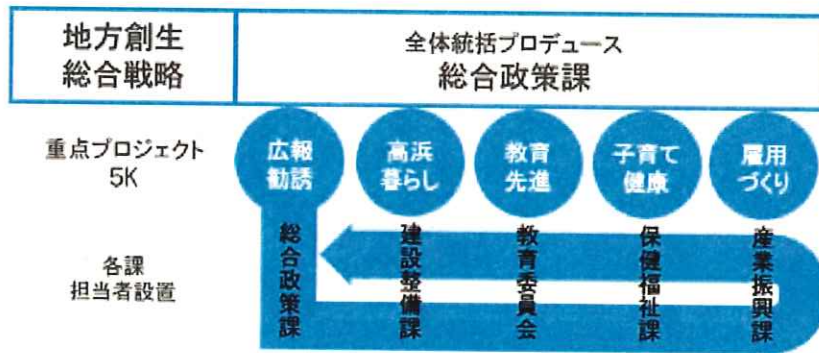 地方創生
総合戦略
全体統括プロデュース
総合政策課
重点プロジェクト
5K
広報
勧誘
高浜
暮らし
教育
先進
子育て
健康
雇用
づくり
各課
担当者設置
総合政策課
建設整備課
教育委員会
保健福祉課
産業振興課